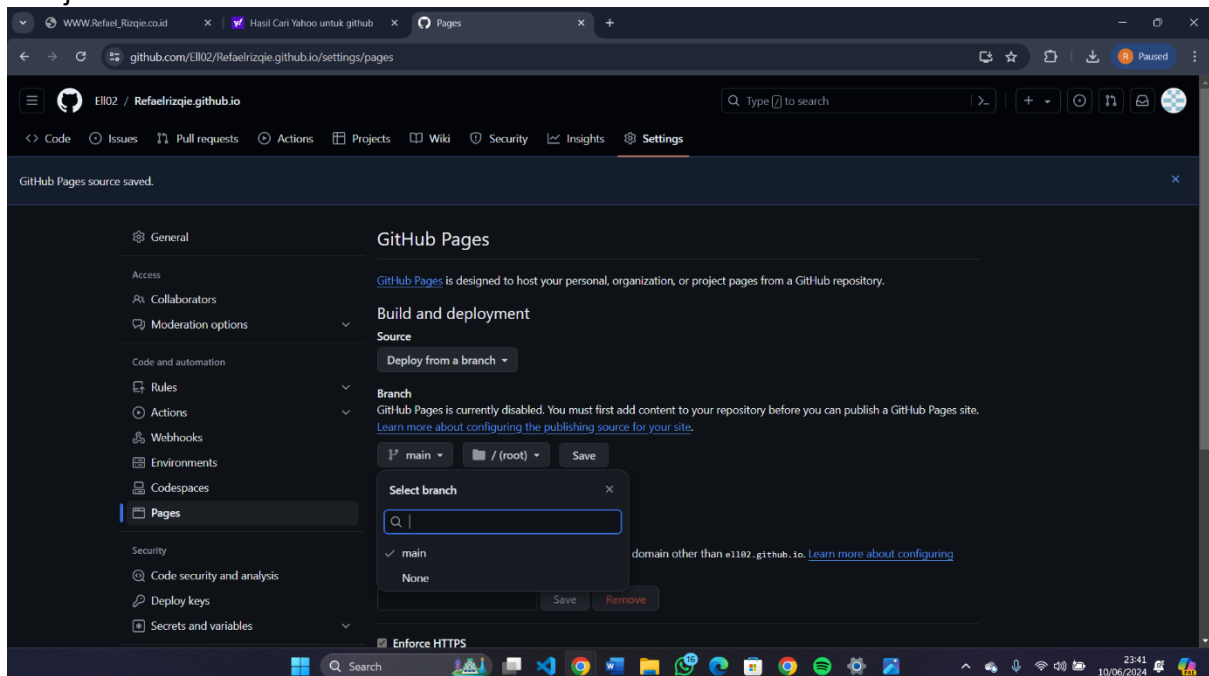 WWW.Refael_Rizqie.co.id
Hasil Cari Yahoo untuk github
Pages
github.com/Ell02/Refaelrizqie.github.io/settings/pages
R Paused
Ell02 / Refaelrizqie.github.io
Type / to search
<> Code Issues Pull requests Actions Projects Wiki Security Insights Settings
GitHub Pages source saved.
General
Access
Collaborators
Moderation options
Code and automation
Rules
Actions
Webhooks
Environments
Codespaces
Pages
Security
Code security and analysis
Deploy keys
Secrets and variables
GitHub Pages
GitHub Pages is designed to host your personal, organization, or project pages from a GitHub repository.
Build and deployment
Source
Deploy from a branch
Branch
GitHub Pages is currently disabled. You must first add content to your repository before you can publish a GitHub Pages site.
Learn more about configuring the publishing source for your site.
main / (root) Save
Select branch
main
None
domain other than ell02.github.io. Learn more about configuring
Save Remove
Enforce HTTPS
Search
16
23:41
10/06/2024